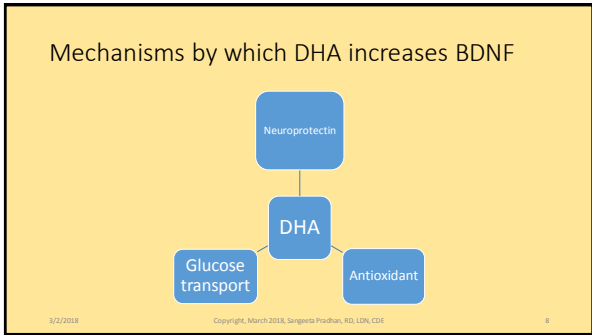 Mechanisms by which DHA increases BDNF
Neuroprotectin
DHA
Glucose
transport
Antioxidant
3/2/2018
Copyright, March 2018, Sangeeta Pradhan, RD, LDN, CDE
8